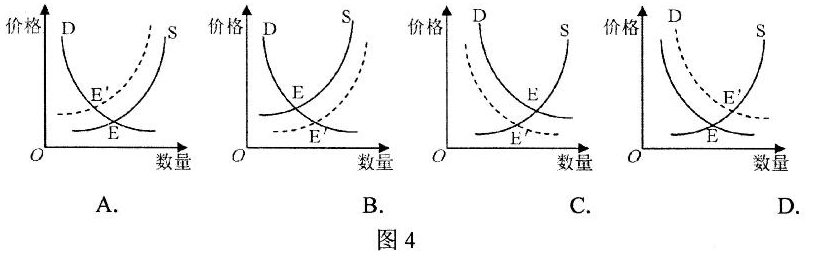 价格 D S E' E O 数量
价格 D S E E' O 数量
价格 D S E E' O 数量
价格 D S E' E O 数量
A. B. C. D.
图 4